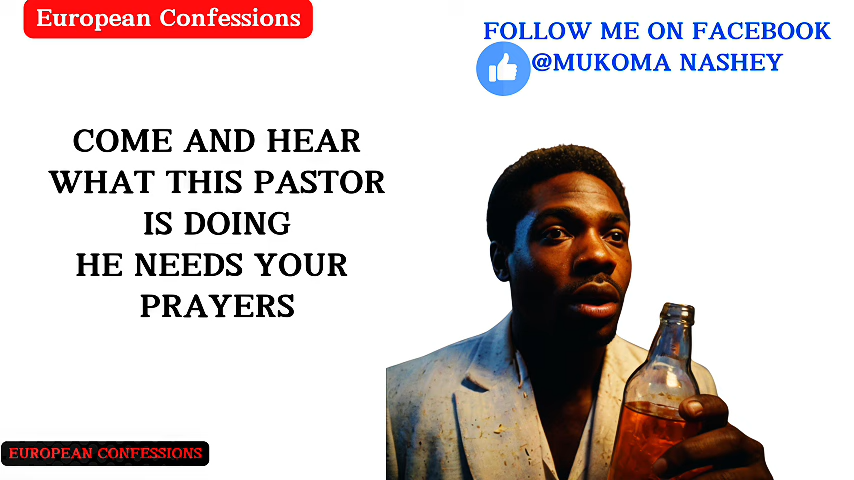 European Confessions
FOLLOW ME ON FACEBOOK
@MUKOMA NASHEY
COME AND HEAR
WHAT THIS PASTOR
IS DOING
HE NEEDS YOUR
PRAYERS
EUROPEAN CONFESSIONS